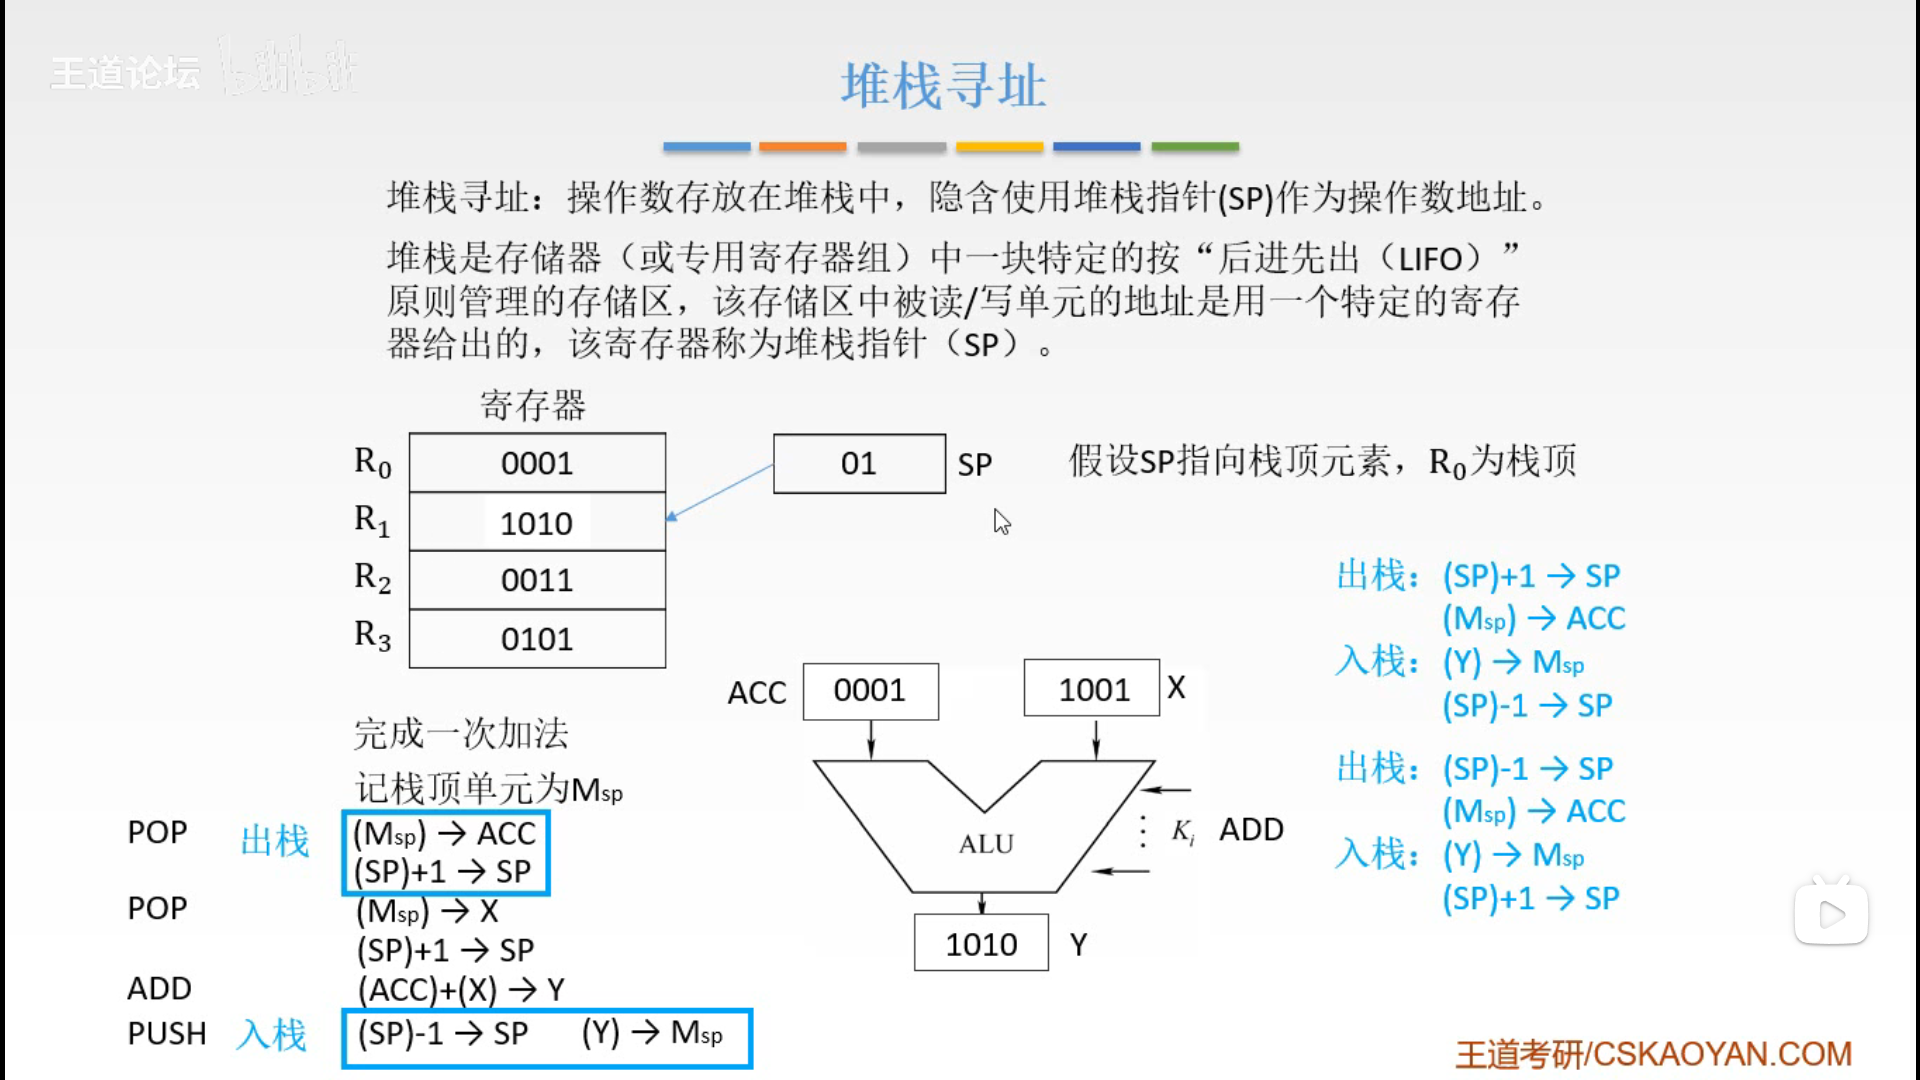 王道论坛 bilibili
堆栈寻址
堆栈寻址：操作数存放在堆栈中，隐含使用堆栈指针(SP)作为操作数地址。
堆栈是存储器（或专用寄存器组）中一块特定的按“后进先出（LIFO）”
原则管理的存储区，该存储区中被读/写单元的地址是用一个特定的寄存
器给出的，该寄存器称为堆栈指针（SP）。
寄存器
R₀ 0001
R₁ 1010
R₂ 0011
R₃ 0101
01 SP
假设SP指向栈顶元素，R₀为栈顶
完成一次加法
记栈顶单元为Msp
POP 出栈 (Msp) → ACC
(SP)+1 → SP
POP (Msp) → X
(SP)+1 → SP
ADD (ACC)+(X) → Y
PUSH 入栈 (SP)-1 → SP (Y) → Msp
ACC 0001
1001 X
ALU
Kᵢ ADD
1010 Y
出栈：(SP)+1 → SP
(Msp) → ACC
入栈：(Y) → Msp
(SP)-1 → SP
出栈：(SP)-1 → SP
(Msp) → ACC
入栈：(Y) → Msp
(SP)+1 → SP
王道考研/CSKAOYAN.COM